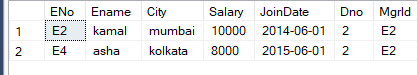 ENo Ename City Salary JoinDate Dno MgrId
1 E2 kamal mumbai 10000 2014-06-01 2 E2
2 E4 asha kolkata 8000 2015-06-01 2 E2